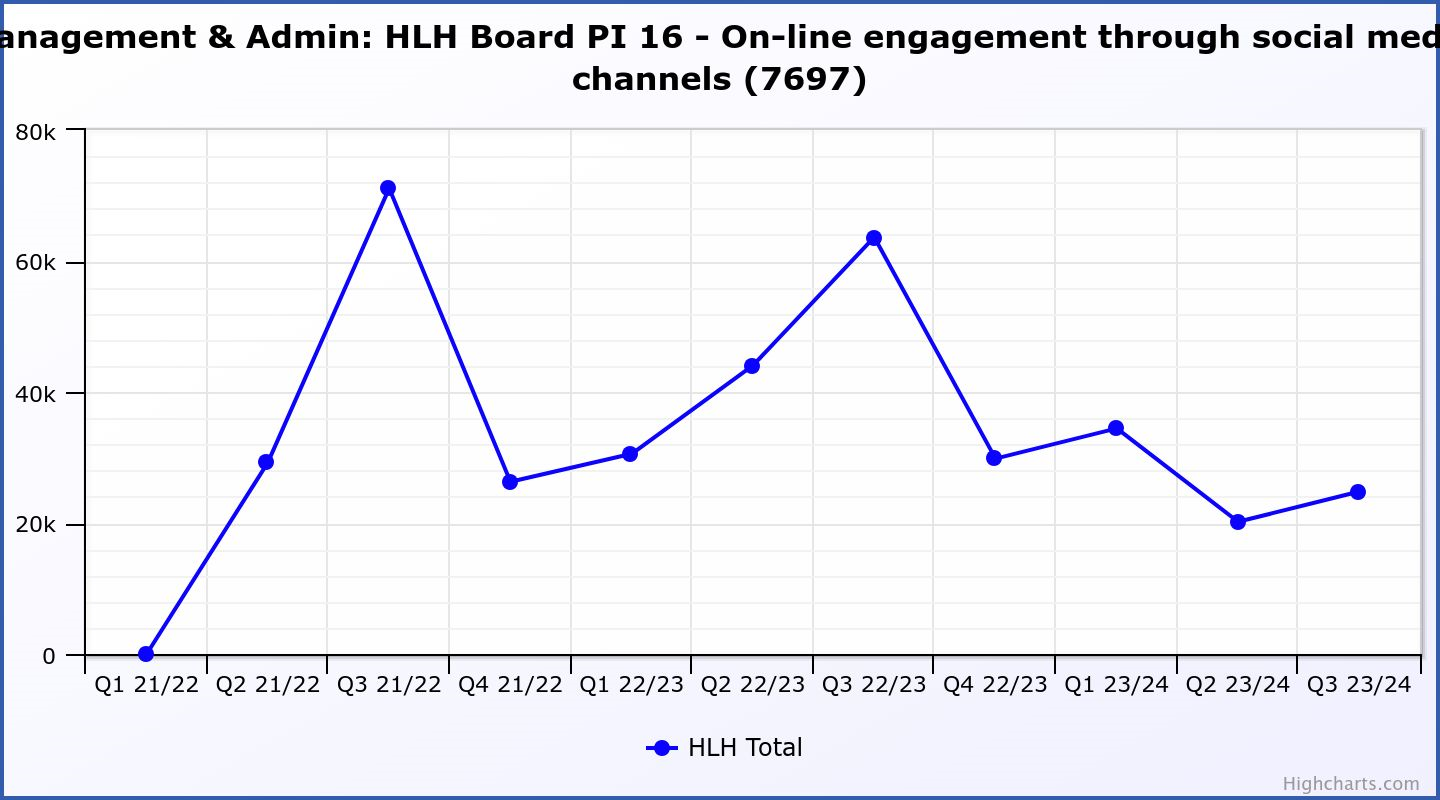 anagement & Admin: HLH Board PI 16 - On-line engagement through social med
channels (7697)
80k
60k
40k
20k
0
Q1 21/22 Q2 21/22 Q3 21/22 Q4 21/22 Q1 22/23 Q2 22/23 Q3 22/23 Q4 22/23 Q1 23/24 Q2 23/24 Q3 23/24
HLH Total
Highcharts.com